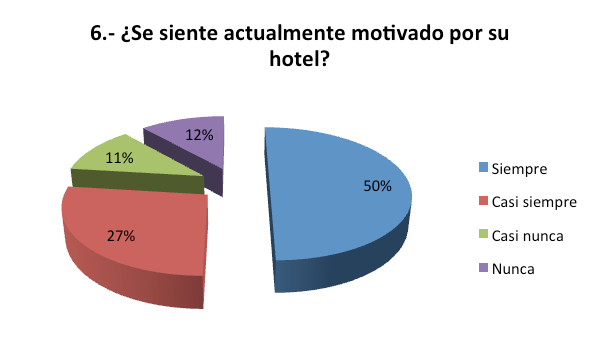 6.- ¿Se siente actualmente motivado por su
hotel?
12%
11%
50%
27%
Siempre
Casi siempre
Casi nunca
Nunca